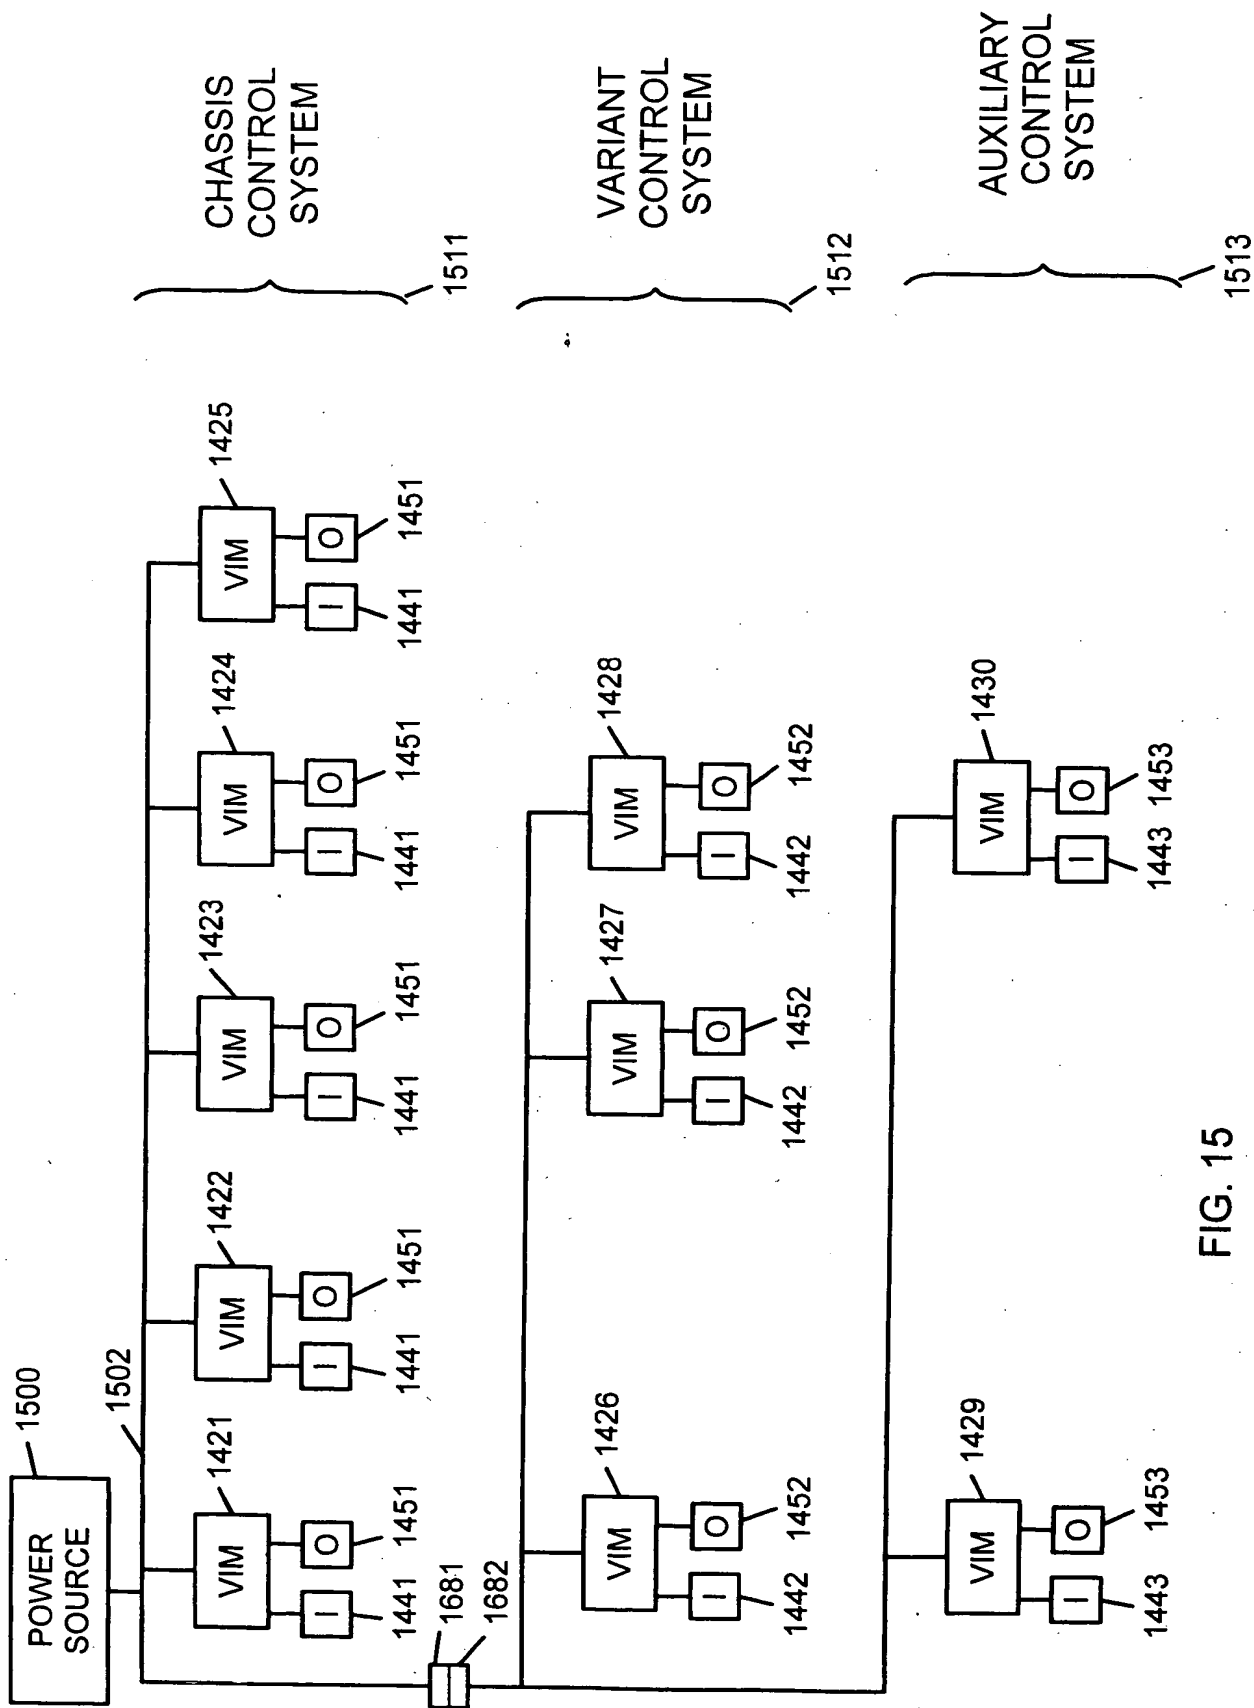 POWER
SOURCE
1500
1502
1421
1422
1423
1424
1425
VIM
VIM
VIM
VIM
VIM
I
O
I
O
I
O
I
O
I
O
1441
1451
1441
1451
1441
1451
1441
1451
1441
1451
CHASSIS
CONTROL
SYSTEM
1511
1681
1682
1426
1427
1428
VIM
VIM
VIM
I
O
I
O
I
O
1442
1452
1442
1452
1442
1452
VARIANT
CONTROL
SYSTEM
1512
1429
1430
VIM
VIM
I
O
I
O
1443
1453
1443
1453
AUXILIARY
CONTROL
SYSTEM
1513
FIG. 15